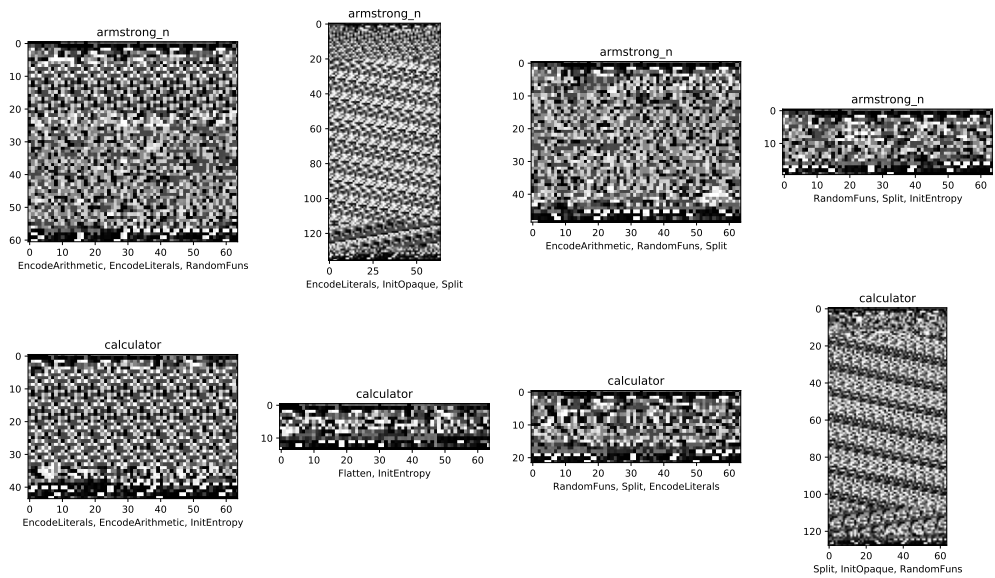 armstrong_n
0
10
20
30
40
50
60
0 10 20 30 40 50 60
EncodeArithmetic, EncodeLiterals, RandomFuns
armstrong_n
0
20
40
60
80
100
120
0 25 50
EncodeLiterals, InitOpaque, Split
armstrong_n
0
10
20
30
40
0 10 20 30 40 50 60
EncodeArithmetic, RandomFuns, Split
armstrong_n
0
10
0 10 20 30 40 50 60
RandomFuns, Split, InitEntropy
calculator
0
10
20
30
40
0 10 20 30 40 50 60
EncodeLiterals, EncodeArithmetic, InitEntropy
calculator
0
10
0 10 20 30 40 50 60
Flatten, InitEntropy
calculator
0
10
20
0 10 20 30 40 50 60
RandomFuns, Split, EncodeLiterals
calculator
0
20
40
60
80
100
120
0 20 40 60
Split, InitOpaque, RandomFuns